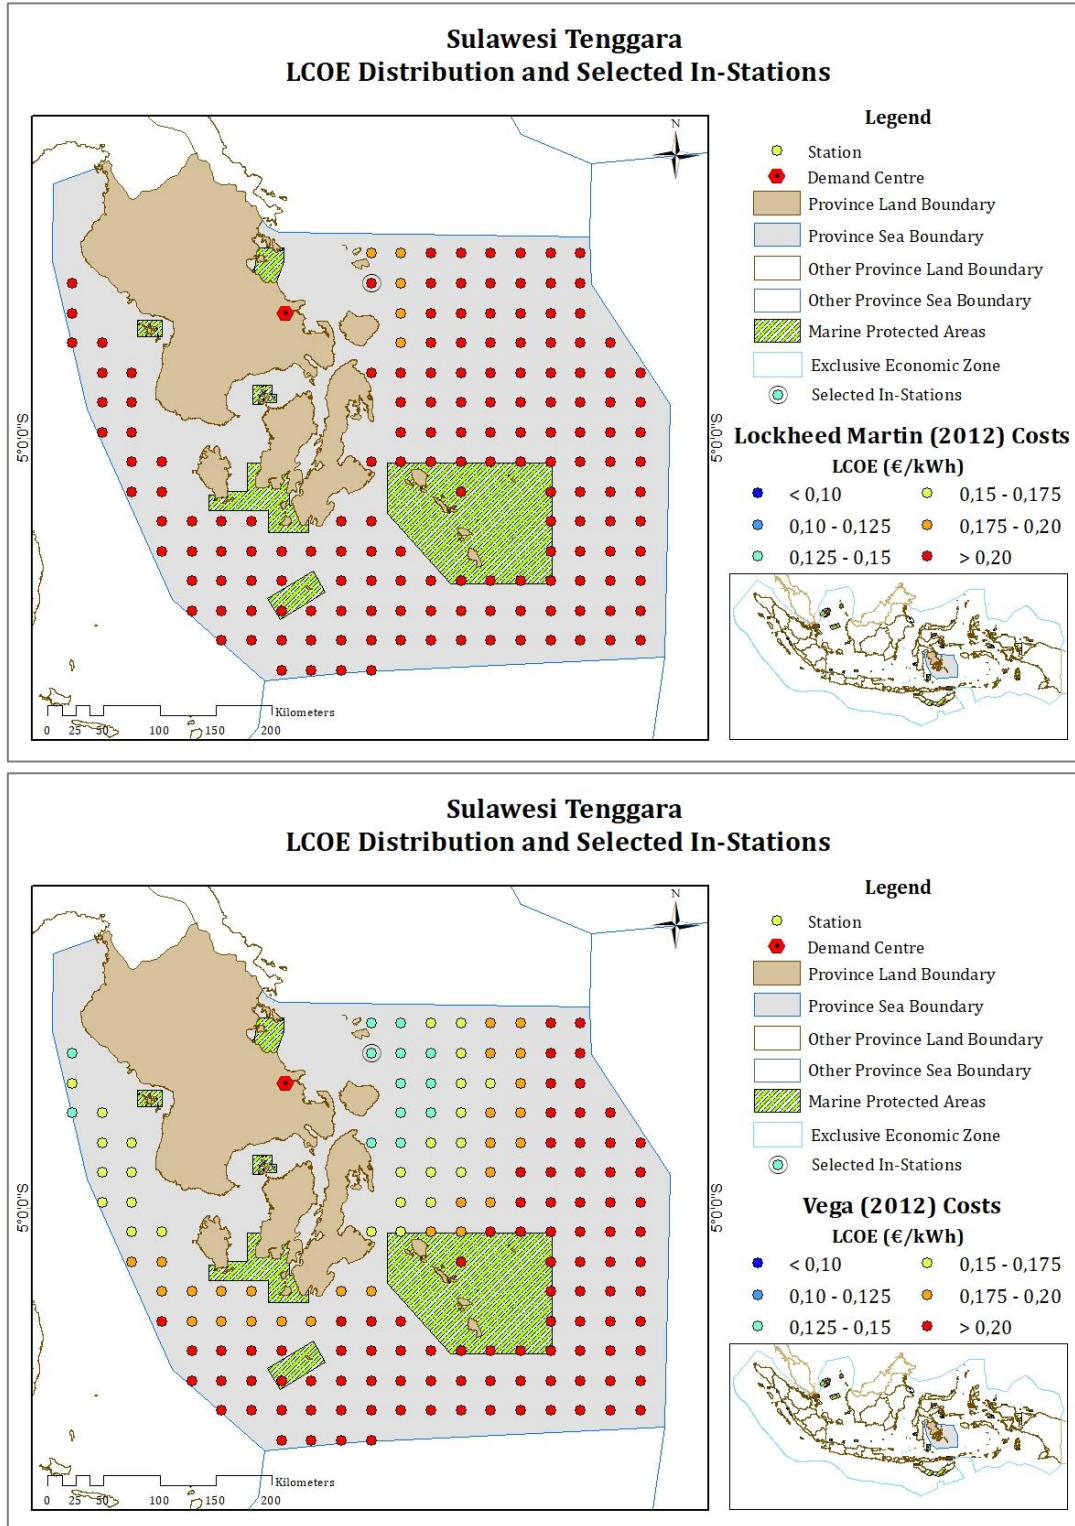 Sulawesi Tenggara
LCOE Distribution and Selected In-Stations
N
5°0'0"S
5°0'0"S
0 25 50 100 150 200
Kilometers
Legend
Station
Demand Centre
Province Land Boundary
Province Sea Boundary
Other Province Land Boundary
Other Province Sea Boundary
Marine Protected Areas
Exclusive Economic Zone
Selected In-Stations
Lockheed Martin (2012) Costs
LCOE (€/kWh)
< 0,10
0,10 - 0,125
0,125 - 0,15
0,15 - 0,175
0,175 - 0,20
> 0,20
Sulawesi Tenggara
LCOE Distribution and Selected In-Stations
N
5°0'0"S
5°0'0"S
0 25 50 100 150 200
Kilometers
Legend
Station
Demand Centre
Province Land Boundary
Province Sea Boundary
Other Province Land Boundary
Other Province Sea Boundary
Marine Protected Areas
Exclusive Economic Zone
Selected In-Stations
Vega (2012) Costs
LCOE (€/kWh)
< 0,10
0,10 - 0,125
0,125 - 0,15
0,15 - 0,175
0,175 - 0,20
> 0,20